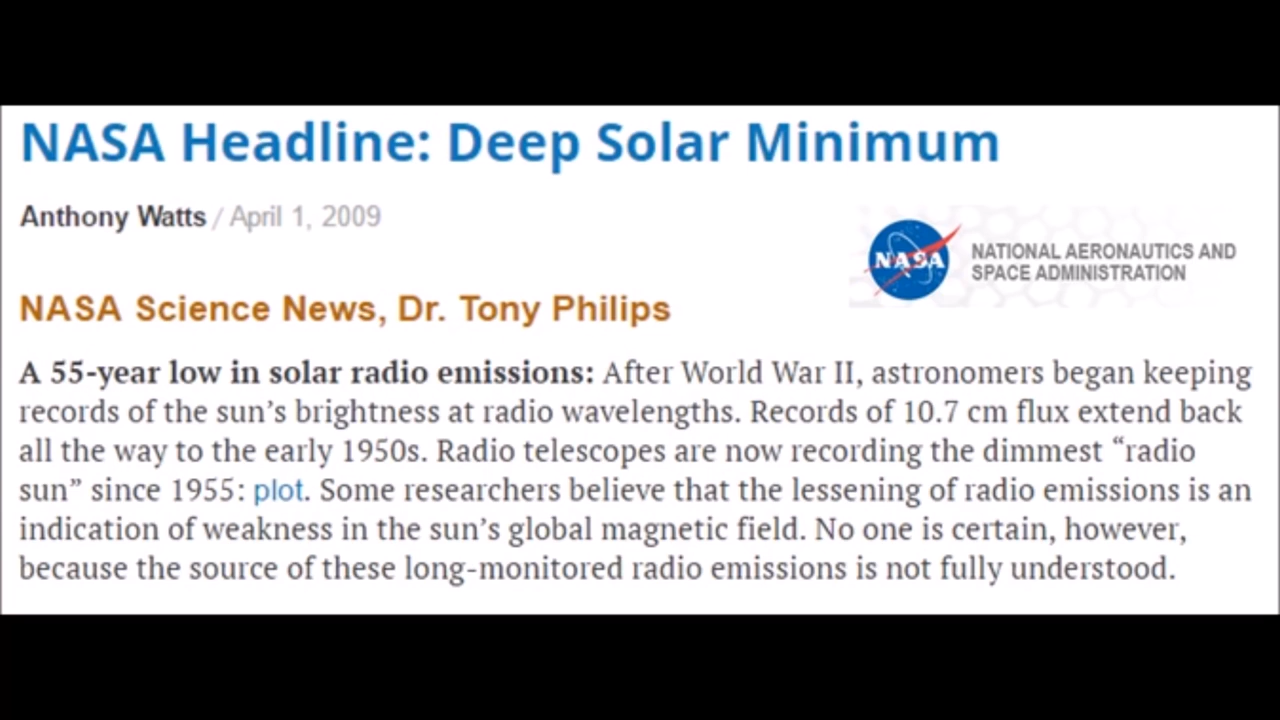 NASA Headline: Deep Solar Minimum
Anthony Watts / April 1, 2009
NASA
NATIONAL AERONAUTICS AND
SPACE ADMINISTRATION
NASA Science News, Dr. Tony Philips
A 55-year low in solar radio emissions: After World War II, astronomers began keeping
records of the sun’s brightness at radio wavelengths. Records of 10.7 cm flux extend back
all the way to the early 1950s. Radio telescopes are now recording the dimmest “radio
sun” since 1955: plot. Some researchers believe that the lessening of radio emissions is an
indication of weakness in the sun’s global magnetic field. No one is certain, however,
because the source of these long-monitored radio emissions is not fully understood.